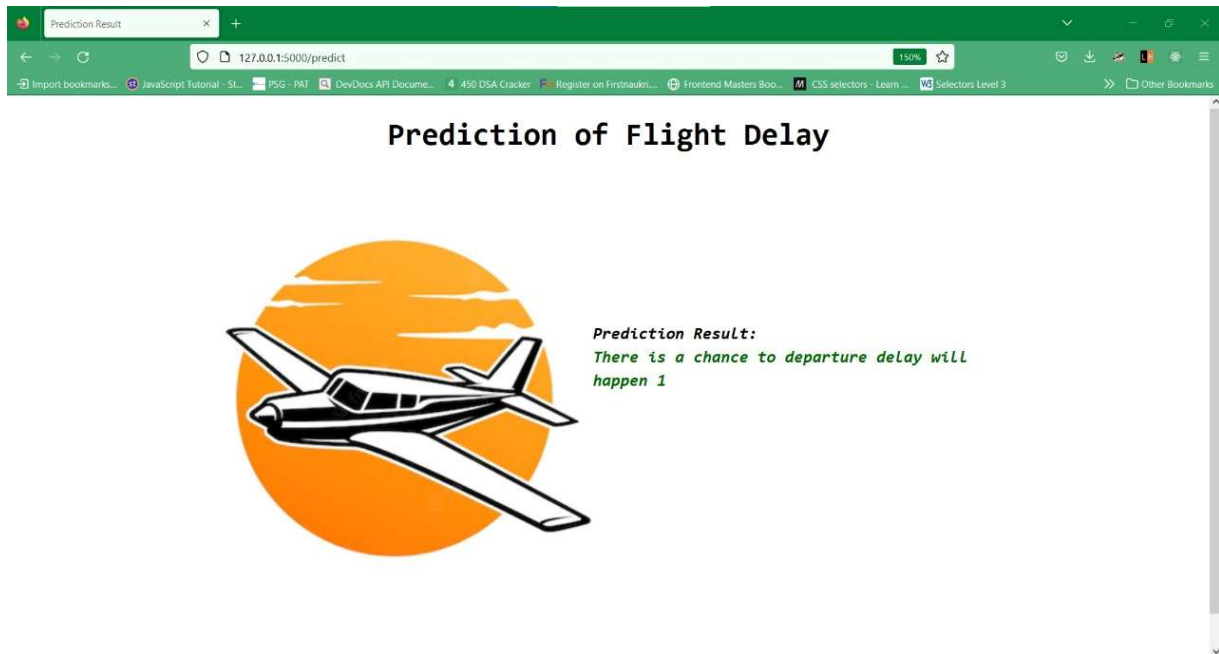 Prediction Result
127.0.0.1:5000/predict
150%
Import bookmarks... JavaScript Tutorial - St... PSG - PAT DevDocs API Docume... 4 450 DSA Cracker Register on Firstnaukri.... Frontend Masters Boo... M CSS selectors - Learn ... W3 Selectors Level 3 Other Bookmarks
Prediction of Flight Delay
Prediction Result:
There is a chance to departure delay will
happen 1